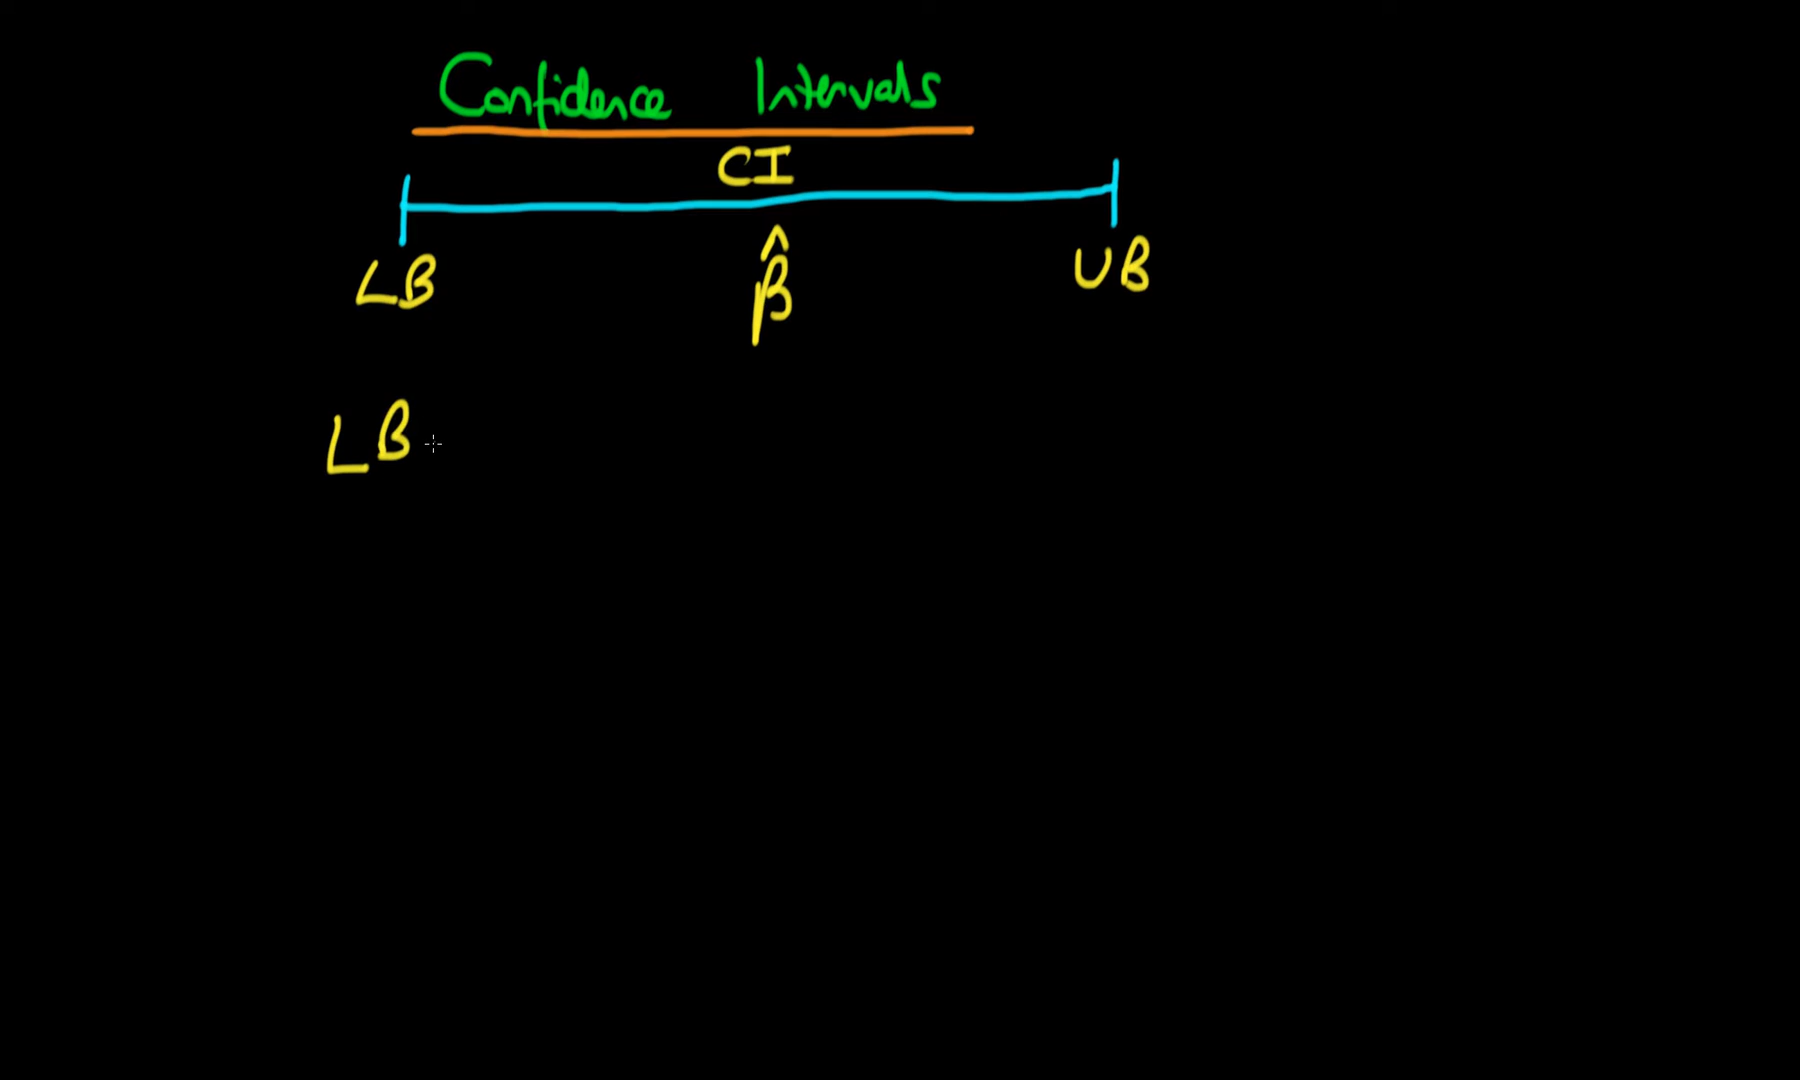 Confidence Intervals
CI
LB β̂ UB
LB